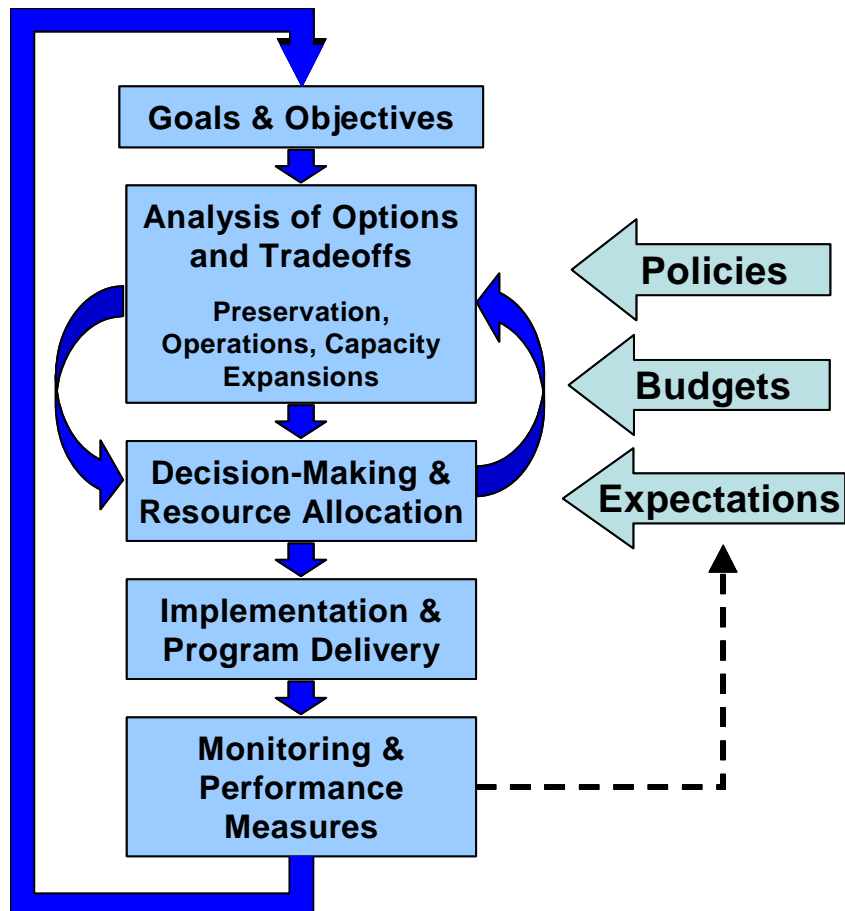 Goals & Objectives
Analysis of Options
and Tradeoffs
Preservation,
Operations, Capacity
Expansions
Decision-Making &
Resource Allocation
Implementation &
Program Delivery
Monitoring &
Performance
Measures
Policies
Budgets
Expectations